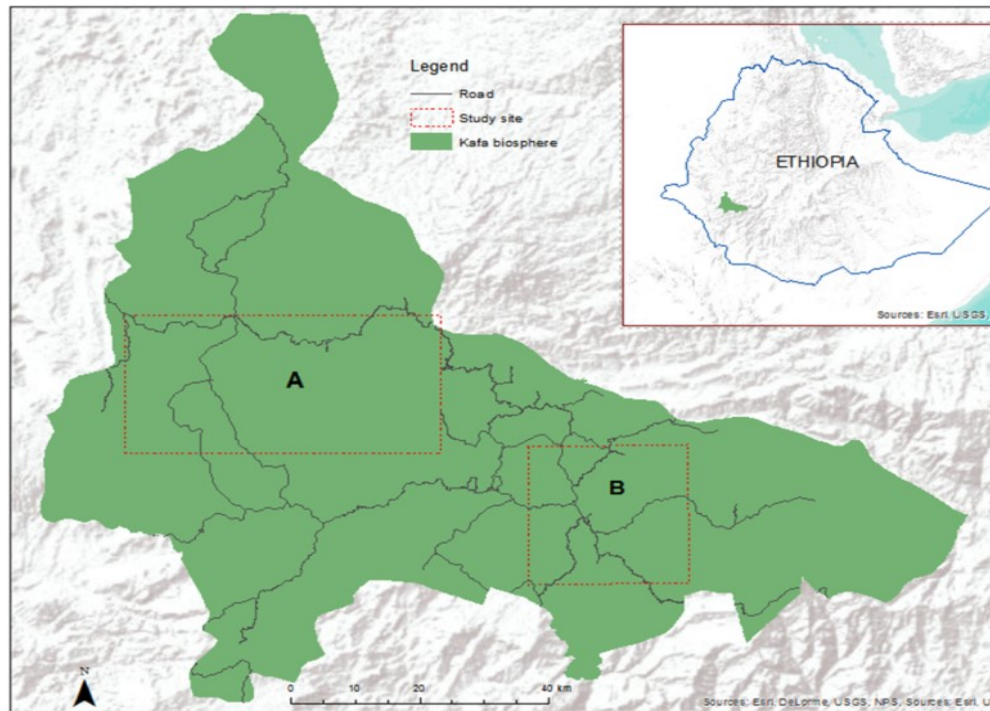 Legend
Road
Study site
Kafa biosphere
ETHIOPIA
Sources: Esri, USGS,
A
B
N
0 10 20 40 km
Sources: Esri, DeLorme, USGS, NPS, Sources: Esri, U